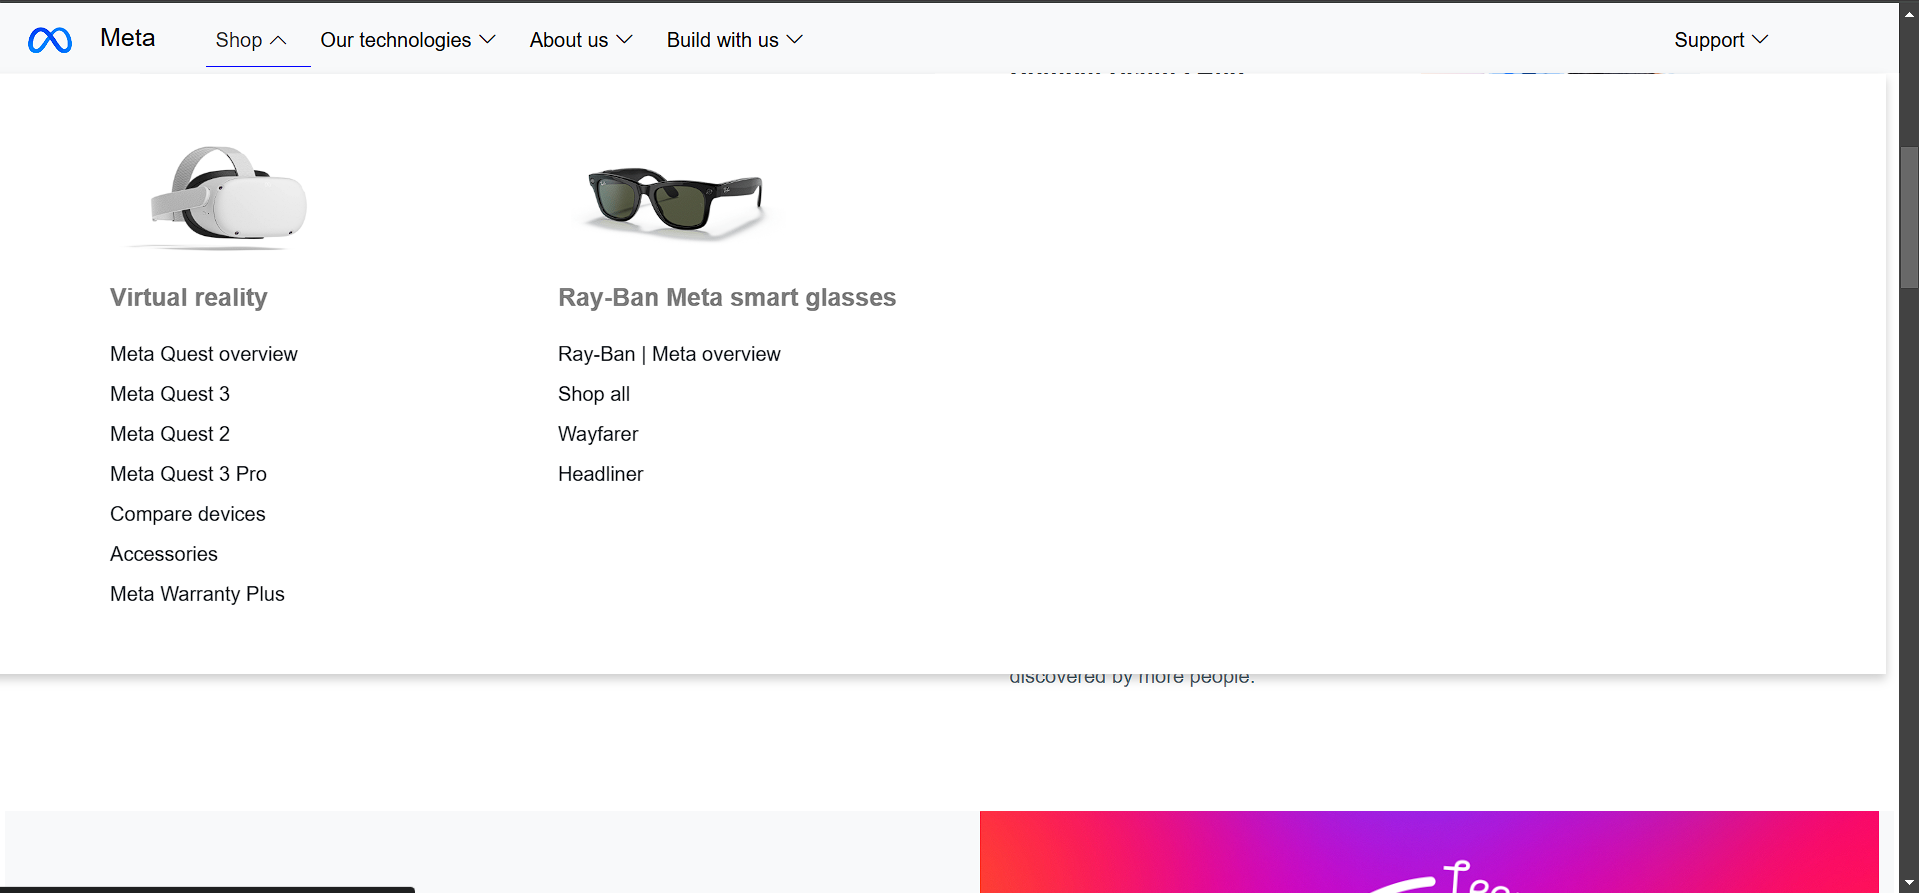 Meta
Shop
Our technologies
About us
Build with us
Support
Virtual reality
Meta Quest overview
Meta Quest 3
Meta Quest 2
Meta Quest 3 Pro
Compare devices
Accessories
Meta Warranty Plus
Ray-Ban Meta smart glasses
Ray-Ban | Meta overview
Shop all
Wayfarer
Headliner
discovered by more people.